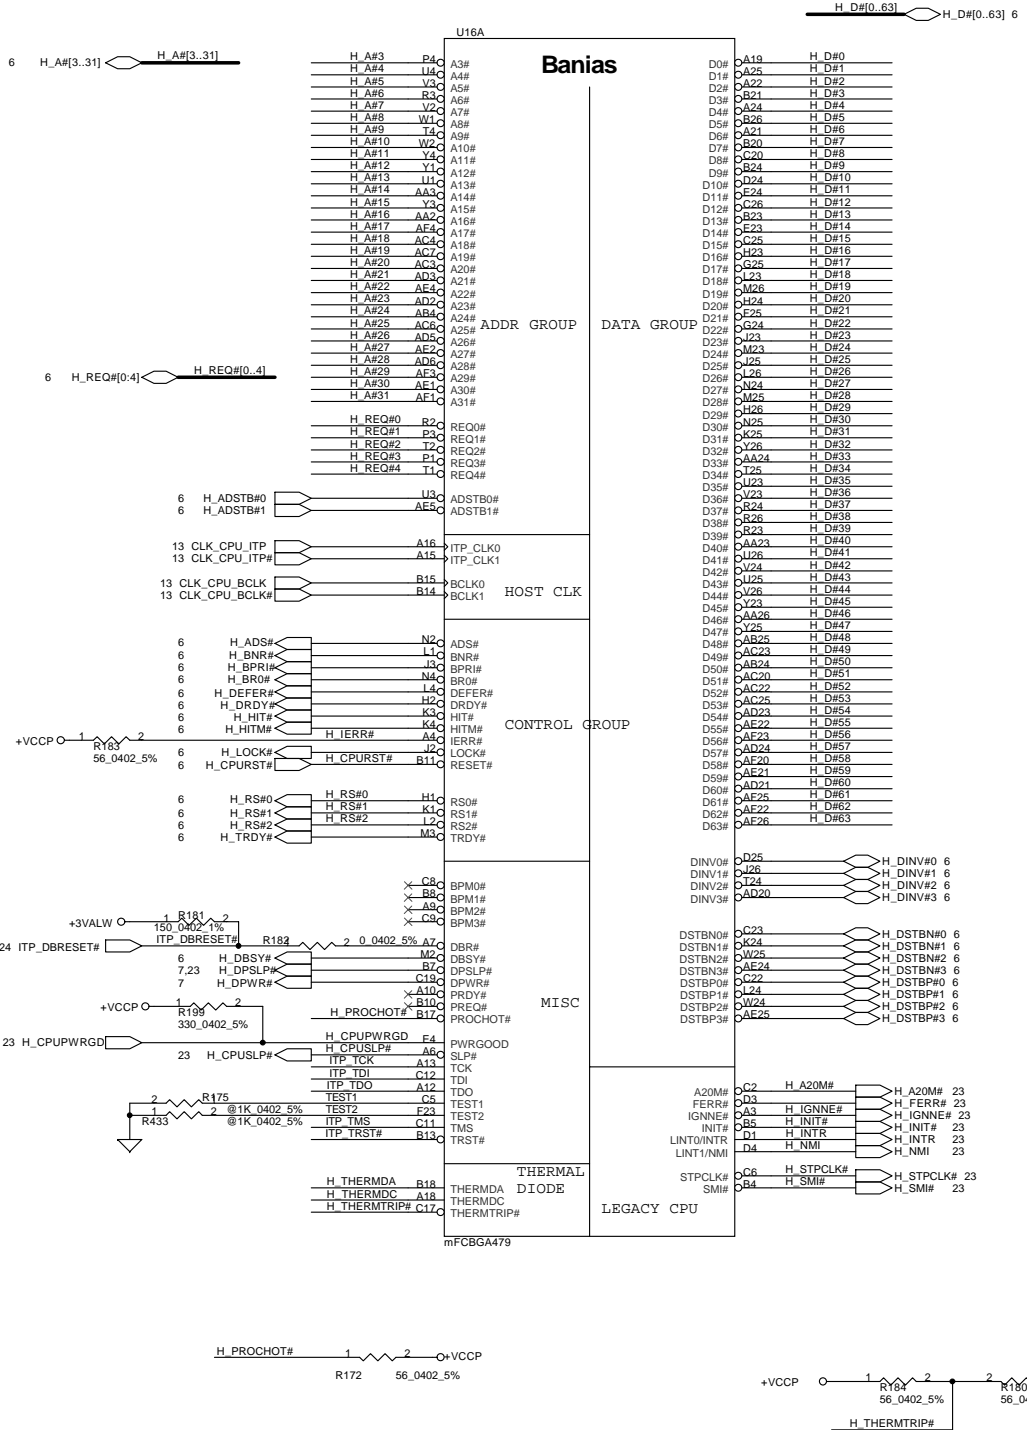 H_D#[0..63] H_D#[0..63] 6
U16A
Banias
6 H_A#[3..31] H_A#[3..31]
H_A#3 P4 A3# D0# A19 H_D#0
H_A#4 U4 A4# D1# A25 H_D#1
H_A#5 V3 A5# D2# A22 H_D#2
H_A#6 R3 A6# D3# B21 H_D#3
H_A#7 V2 A7# D4# A24 H_D#4
H_A#8 W1 A8# D5# B26 H_D#5
H_A#9 T4 A9# D6# A21 H_D#6
H_A#10 W2 A10# D7# B20 H_D#7
H_A#11 Y4 A11# D8# C20 H_D#8
H_A#12 Y1 A12# D9# B24 H_D#9
H_A#13 U1 A13# D10# D24 H_D#10
H_A#14 AA3 A14# D11# E24 H_D#11
H_A#15 Y3 A15# D12# C26 H_D#12
H_A#16 AA2 A16# D13# B23 H_D#13
H_A#17 AF4 A17# D14# E23 H_D#14
H_A#18 AC4 A18# D15# C25 H_D#15
H_A#19 AC7 A19# D16# H23 H_D#16
H_A#20 AC3 A20# D17# G25 H_D#17
H_A#21 AD3 A21# D18# L23 H_D#18
H_A#22 AE4 A22# D19# M26 H_D#19
H_A#23 AD2 A23# D20# H24 H_D#20
H_A#24 AB4 A24# D21# F25 H_D#21
H_A#25 AC6 A25# ADDR GROUP DATA GROUP D22# G24 H_D#22
H_A#26 AD5 A26# D23# J23 H_D#23
H_A#27 AE2 A27# D24# M23 H_D#24
H_A#28 AD6 A28# D25# J25 H_D#25
H_A#29 AF3 A29# D26# L26 H_D#26
H_A#30 AE1 A30# D27# N24 H_D#27
H_A#31 AF1 A31# D28# M25 H_D#28
6 H_REQ#[0:4] H_REQ#[0..4]
D29# H26 H_D#29
H_REQ#0 R2 REQ0# D30# N25 H_D#30
H_REQ#1 P3 REQ1# D31# K25 H_D#31
H_REQ#2 T2 REQ2# D32# Y26 H_D#32
H_REQ#3 P1 REQ3# D33# AA24 H_D#33
H_REQ#4 T1 REQ4# D34# T25 H_D#34
D35# U23 H_D#35
6 H_ADSTB#0 U3 ADSTB0# D36# V23 H_D#36
6 H_ADSTB#1 AE5 ADSTB1# D37# R24 H_D#37
D38# R26 H_D#38
D39# R23 H_D#39
13 CLK_CPU_ITP A16 ITP_CLK0 D40# AA23 H_D#40
13 CLK_CPU_ITP# A15 ITP_CLK1 D41# U26 H_D#41
D42# V24 H_D#42
13 CLK_CPU_BCLK B15 BCLK0 D43# U25 H_D#43
13 CLK_CPU_BCLK# B14 BCLK1 HOST CLK D44# V26 H_D#44
D45# Y23 H_D#45
D46# AA26 H_D#46
D47# Y25 H_D#47
6 H_ADS# N2 ADS# D48# AB25 H_D#48
6 H_BNR# L1 BNR# D49# AC23 H_D#49
6 H_BPRI# J3 BPRI# D50# AB24 H_D#50
6 H_BR0# N4 BR0# D51# AC20 H_D#51
6 H_DEFER# L4 DEFER# D52# AC22 H_D#52
6 H_DRDY# H2 DRDY# D53# AC25 H_D#53
6 H_HIT# K3 HIT# D54# AD23 H_D#54
6 H_HITM# K4 HITM# CONTROL GROUP D55# AE22 H_D#55
+VCCP 1 R183 2 56_0402_5% H_IERR# A4 IERR# D56# AF23 H_D#56
6 H_LOCK# J2 LOCK# D57# AD24 H_D#57
6 H_CPURST# H_CPURST# B11 RESET# D58# AF20 H_D#58
D59# AE21 H_D#59
D60# AD21 H_D#60
6 H_RS#0 H_RS#0 H1 RS0# D61# AF25 H_D#61
6 H_RS#1 H_RS#1 K1 RS1# D62# AF22 H_D#62
6 H_RS#2 H_RS#2 L2 RS2# D63# AF26 H_D#63
6 H_TRDY# M3 TRDY#
DINV0# D25 H_DINV#0 6
DINV1# J26 H_DINV#1 6
C8 BPM0# DINV2# T24 H_DINV#2 6
B8 BPM1# DINV3# AD20 H_DINV#3 6
A9 BPM2#
C9 BPM3#
+3VALW 1 R181 2 150_0402_1%
DSTBN0# C23 H_DSTBN#0 6
24 ITP_DBRESET# ITP_DBRESET# R182 2 0_0402_5% A7 DBR# DSTBN1# K24 H_DSTBN#1 6
6 H_DBSY# M2 DBSY# DSTBN2# W25 H_DSTBN#2 6
7,23 H_DPSLP# B7 DPSLP# DSTBN3# AE24 H_DSTBN#3 6
7 H_DPWR# C19 DPWR# DSTBP0# C22 H_DSTBP#0 6
A10 PRDY# DSTBP1# L24 H_DSTBP#1 6
+VCCP 1 R199 2 330_0402_5% B10 PREQ# MISC DSTBP2# W24 H_DSTBP#2 6
H_PROCHOT# B17 PROCHOT# DSTBP3# AE25 H_DSTBP#3 6
23 H_CPUPWRGD H_CPUPWRGD E4 PWRGOOD
23 H_CPUSLP# H_CPUSLP# A6 SLP#
ITP_TCK A13 TCK
ITP_TDI C12 TDI
ITP_TDO A12 TDO A20M# C2 H_A20M# H_A20M# 23
2 R175 1 TEST1 C5 TEST1 FERR# D3 H_FERR# 23
R433 2 @1K_0402_5% TEST2 F23 TEST2 IGNNE# A3 H_IGNNE# H_IGNNE# 23
@1K_0402_5% ITP_TMS C11 TMS INIT# B5 H_INIT# H_INIT# 23
ITP_TRST# B13 TRST# LINT0/INTR D1 H_INTR H_INTR 23
LINT1/NMI D4 H_NMI H_NMI 23
THERMAL DIODE
STPCLK# C6 H_STPCLK# H_STPCLK# 23
H_THERMDA B18 THERMDA SMI# B4 H_SMI# H_SMI# 23
H_THERMDC A18 THERMDC
H_THERMTRIP# C17 THERMTRIP# LEGACY CPU
mFCBGA479
H_PROCHOT# 1 2 +VCCP
R172 56_0402_5%
+VCCP 1 R184 2 2 R180
56_0402_5%
H_THERMTRIP#